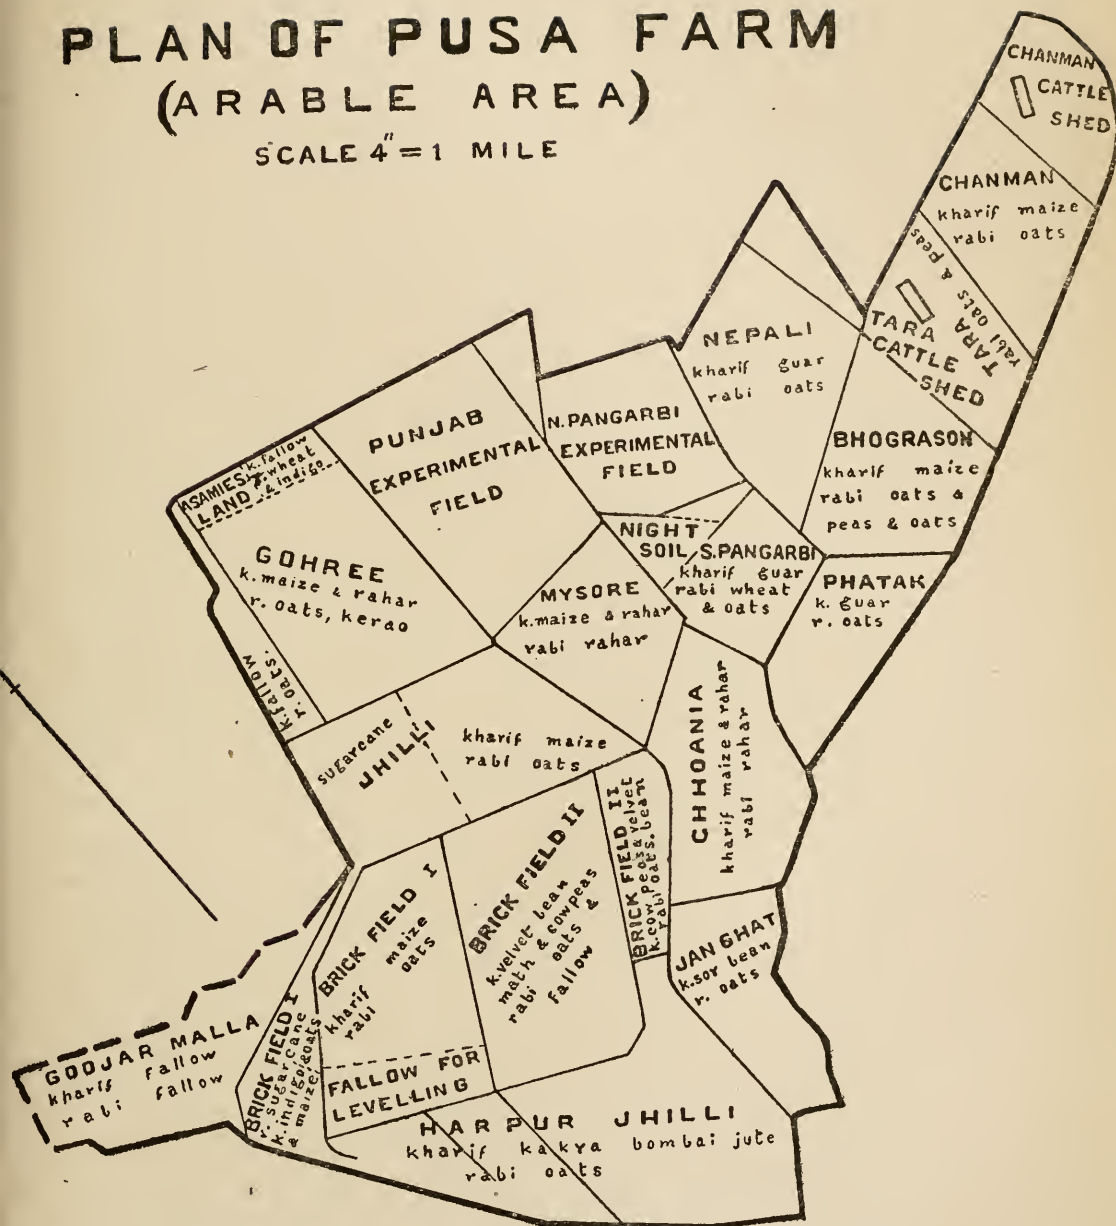 PLAN OF PUSA FARM
(ARABLE AREA)
SCALE 4" = 1 MILE
CHANMAN
CATTLE
SHED
CHANMAN
kharif maize
rabi oats
TARA
rabi oats & peas
TARA
CATTLE
SHED
NEPALI
kharif guar
rabi oats
BHOGRASON
kharif maize
rabi oats &
peas & oats
PHATAK
k. guar
r. oats
N. PANGARBI
EXPERIMENTAL
FIELD
PUNJAB
EXPERIMENTAL
FIELD
ASAMIES
LAND
k. fallow
r. wheat
& indigo
GOHREE
k. maize & rahar
r. oats, kerao
k. fallow.
r. oats.
NIGHT
SOIL
S. PANGARBI
kharif guar
rabi wheat
& oats
MYSORE
k. maize & rahar
rabi rahar
CHHOANIA
kharif maize & rahar
rabi rahar
sugarcane
JHILLI
kharif maize
rabi oats
BRICK FIELD II
k. cow peas & velvet
rabi oats. bean
BRICK FIELD II
k. velvet bean
math & cowpeas
rabi oats &
fallow
BRICK FIELD I
kharif maize
rabi oats
FALLOW FOR
LEVELLING
JANGHAT
k. sor bean
r. oats
GOOJAR MALLA
kharif fallow
rabi fallow
BRICK FIELD I
r. sugarcane
k. indigo, oats
& maize
HARPUR JHILLI
kharif kakya bombai jute
rabi oats